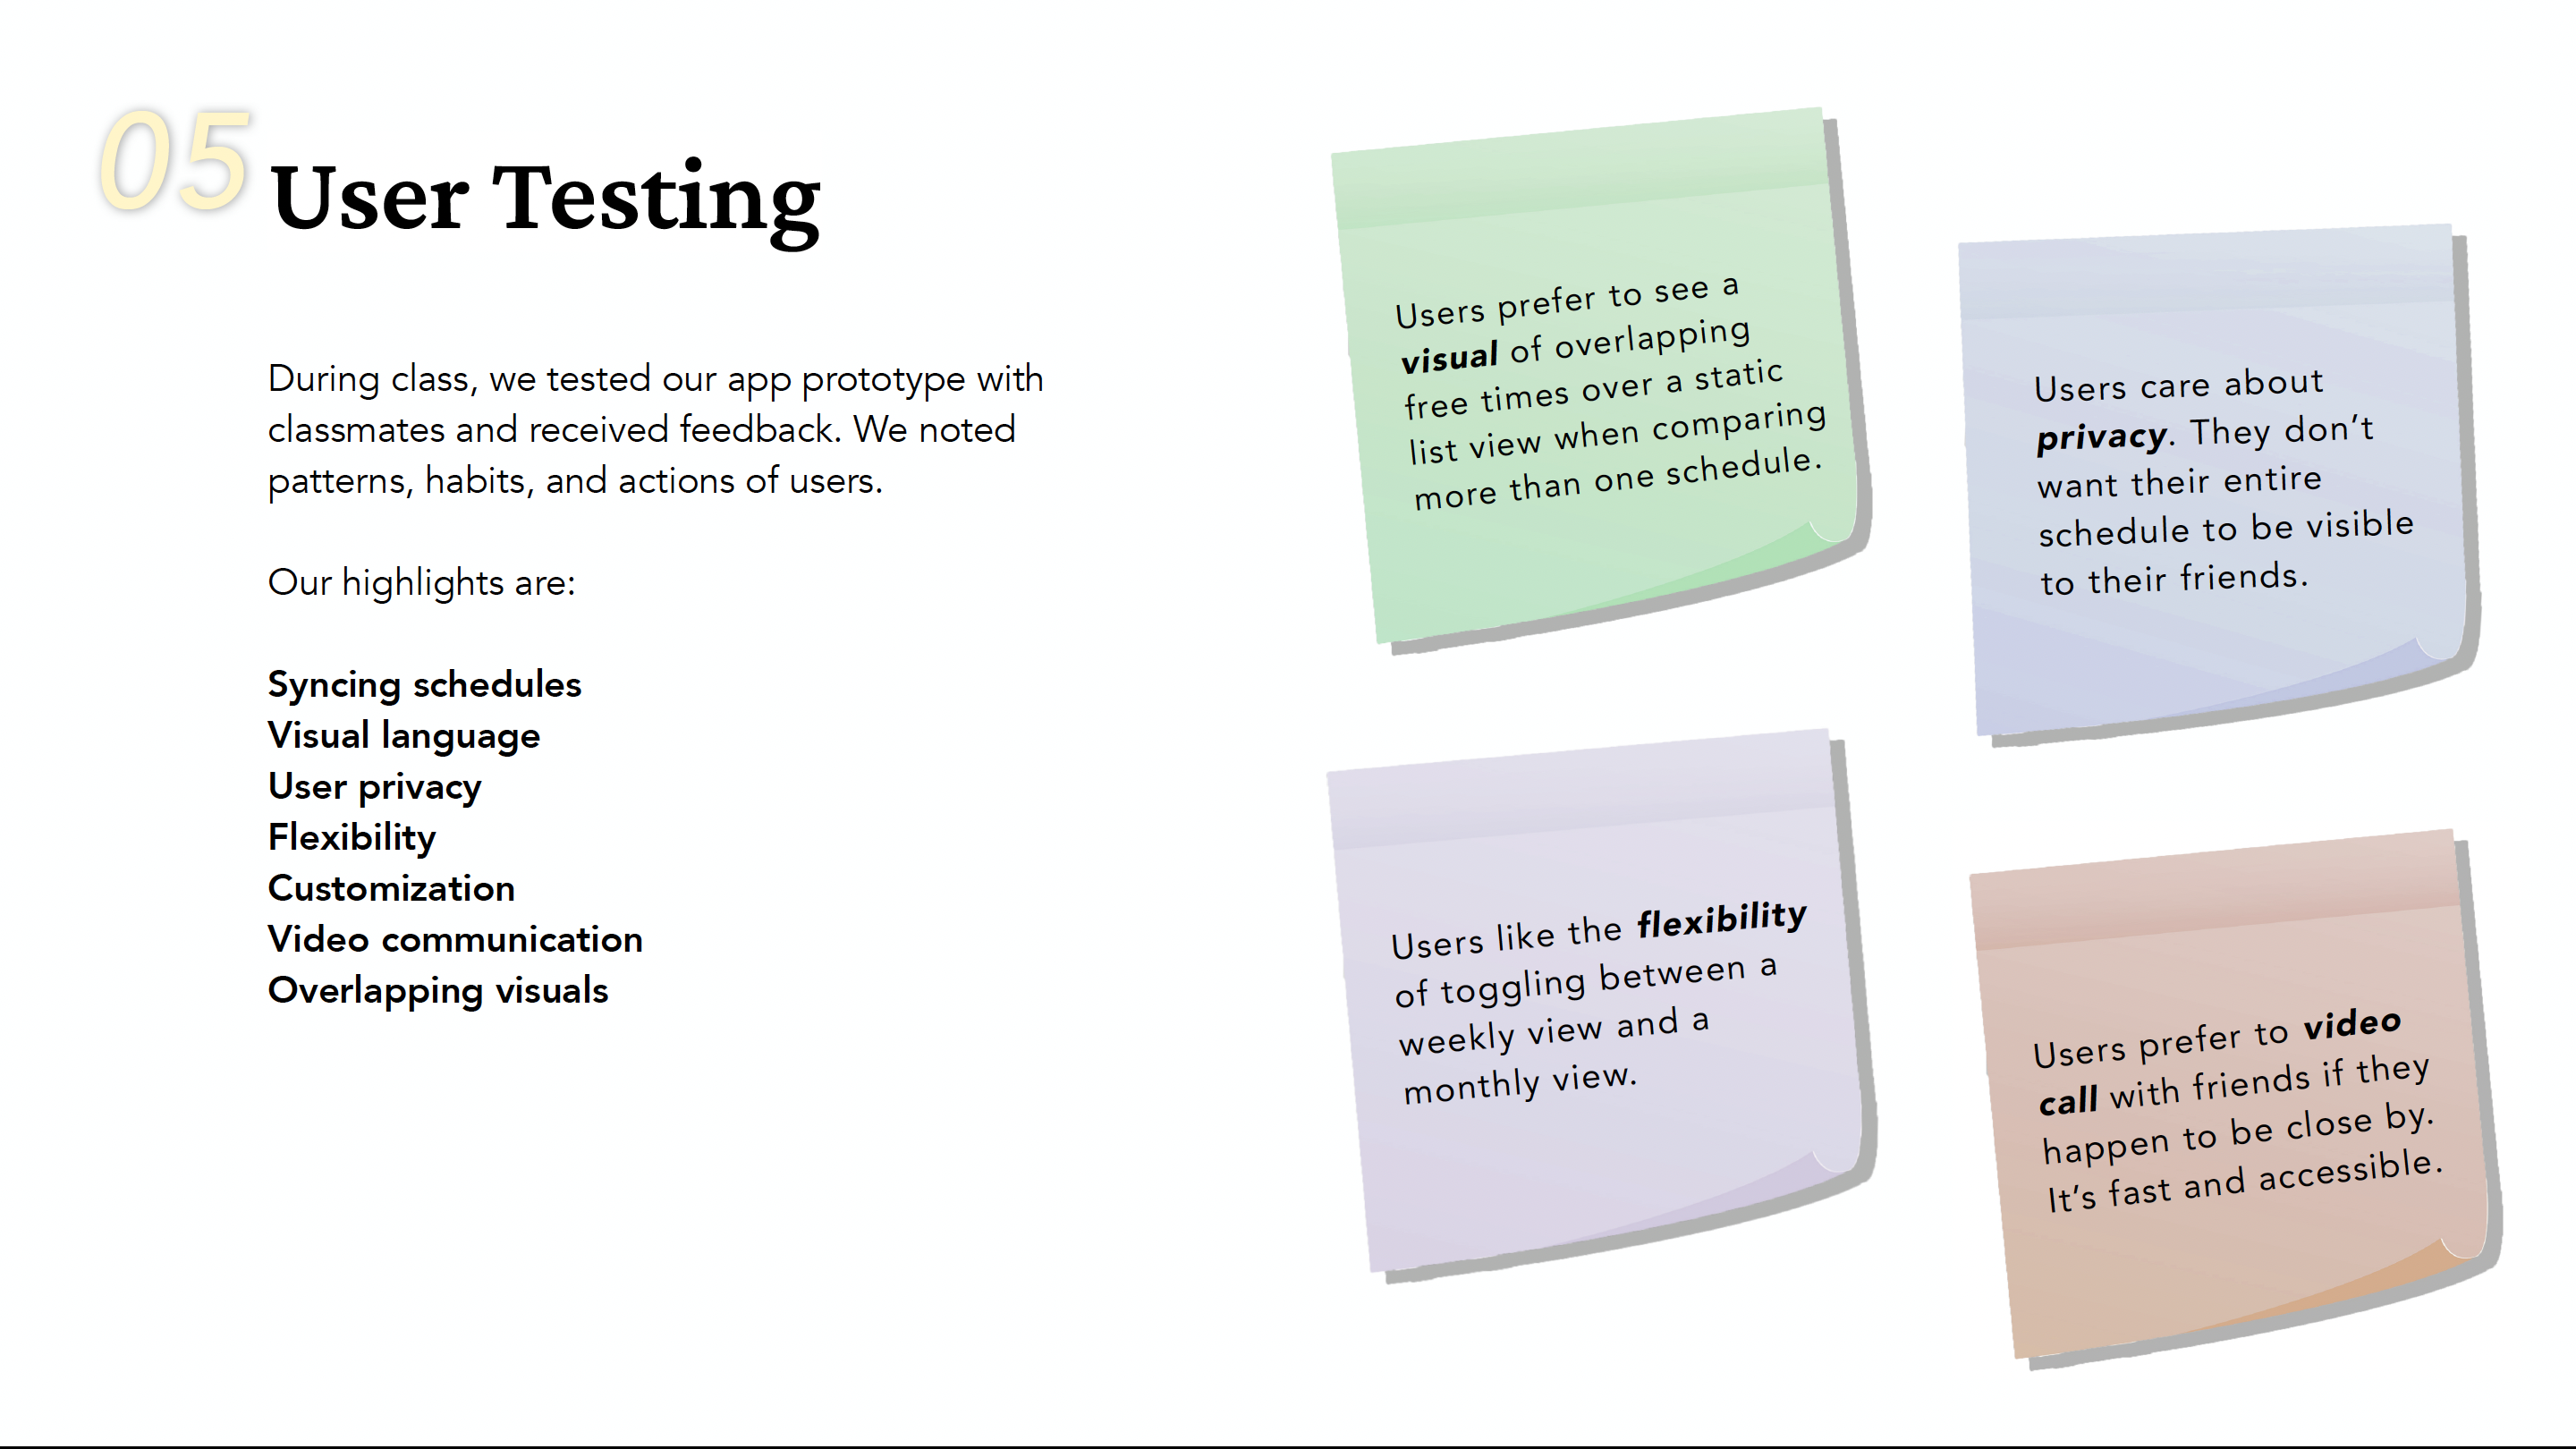 05
User Testing
During class, we tested our app prototype with
classmates and received feedback. We noted
patterns, habits, and actions of users.
Our highlights are:
Syncing schedules
Visual language
User privacy
Flexibility
Customization
Video communication
Overlapping visuals
Users prefer to see a
visual of overlapping
free times over a static
list view when comparing
more than one schedule.
Users care about
privacy. They don’t
want their entire
schedule to be visible
to their friends.
Users like the flexibility
of toggling between a
weekly view and a
monthly view.
Users prefer to video
call with friends if they
happen to be close by.
It’s fast and accessible.